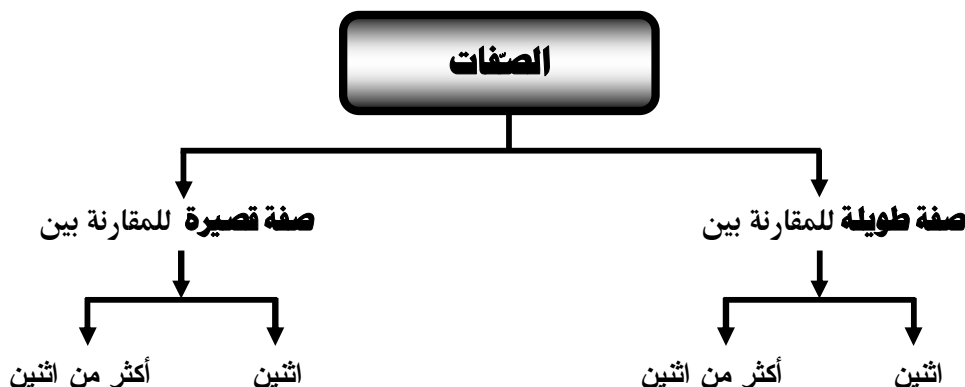 الصّفات
صفة طويلة للمقارنة بين
صفة قصيرة للمقارنة بين
اثنين
أكثر من اثنين
اثنين
أكثر من اثنين